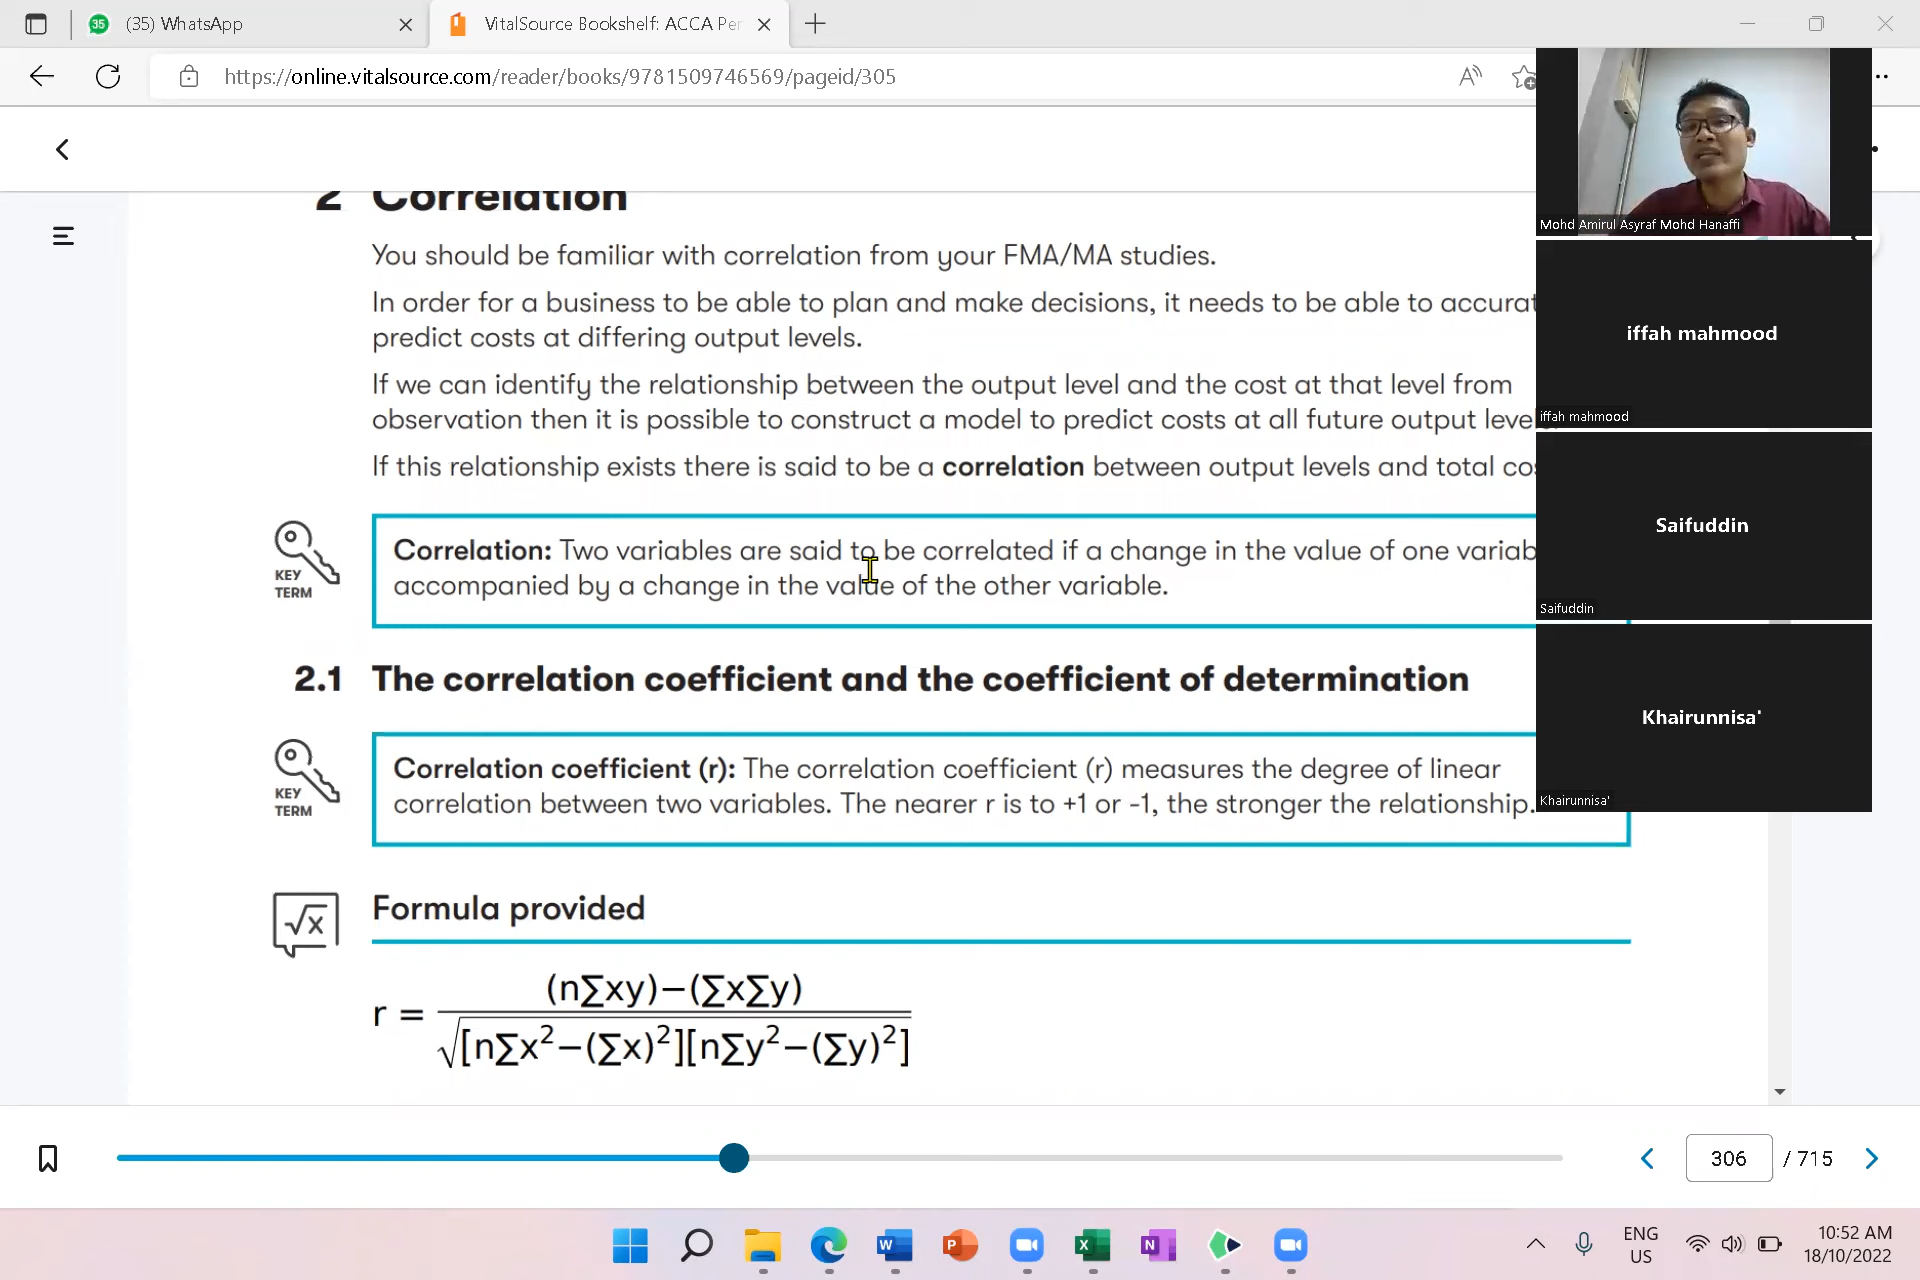 35 (35) WhatsApp
VitalSource Bookshelf: ACCA Per
https://online.vitalsource.com/reader/books/9781509746569/pageid/305
2 Correlation
You should be familiar with correlation from your FMA/MA studies.
In order for a business to be able to plan and make decisions, it needs to be able to accurat
predict costs at differing output levels.
If we can identify the relationship between the output level and the cost at that level from
observation then it is possible to construct a model to predict costs at all future output leve
If this relationship exists there is said to be a correlation between output levels and total co
KEY
TERM
Correlation: Two variables are said to be correlated if a change in the value of one variab
accompanied by a change in the value of the other variable.
2.1 The correlation coefficient and the coefficient of determination
KEY
TERM
Correlation coefficient (r): The correlation coefficient (r) measures the degree of linear
correlation between two variables. The nearer r is to +1 or -1, the stronger the relationship.
√x
Formula provided
r = (n∑xy)−(∑x∑y)
√[n∑x²−(∑x)²][n∑y²−(∑y)²]
Mohd Amirul Asyraf Mohd Hanaffi
iffah mahmood
iffah mahmood
Saifuddin
Saifuddin
Khairunnisa'
Khairunnisa'
306 / 715
W P X N
ENG
US
10:52 AM
18/10/2022